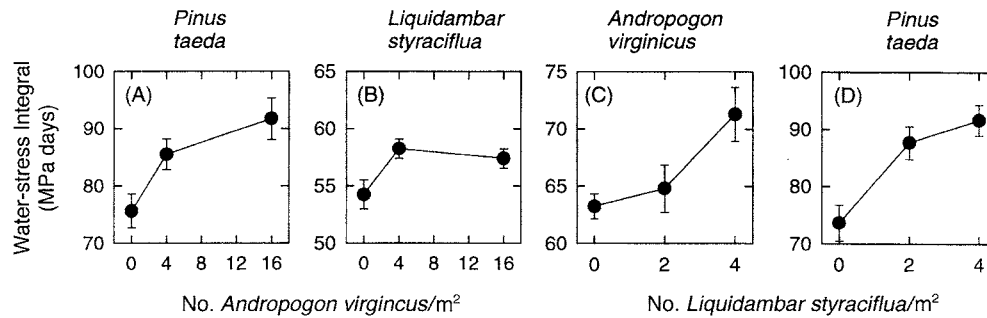 Pinus taeda
Liquidambar styraciflua
Andropogon virginicus
Pinus taeda
Water-stress Integral (MPa days)
(A)
100
90
80
70
0 4 8 12 16
(B)
65
60
55
50
0 4 8 12 16
(C)
75
70
65
60
0 2 4
(D)
100
90
80
70
0 2 4
No. Andropogon virgincus/m²
No. Liquidambar styraciflua/m²